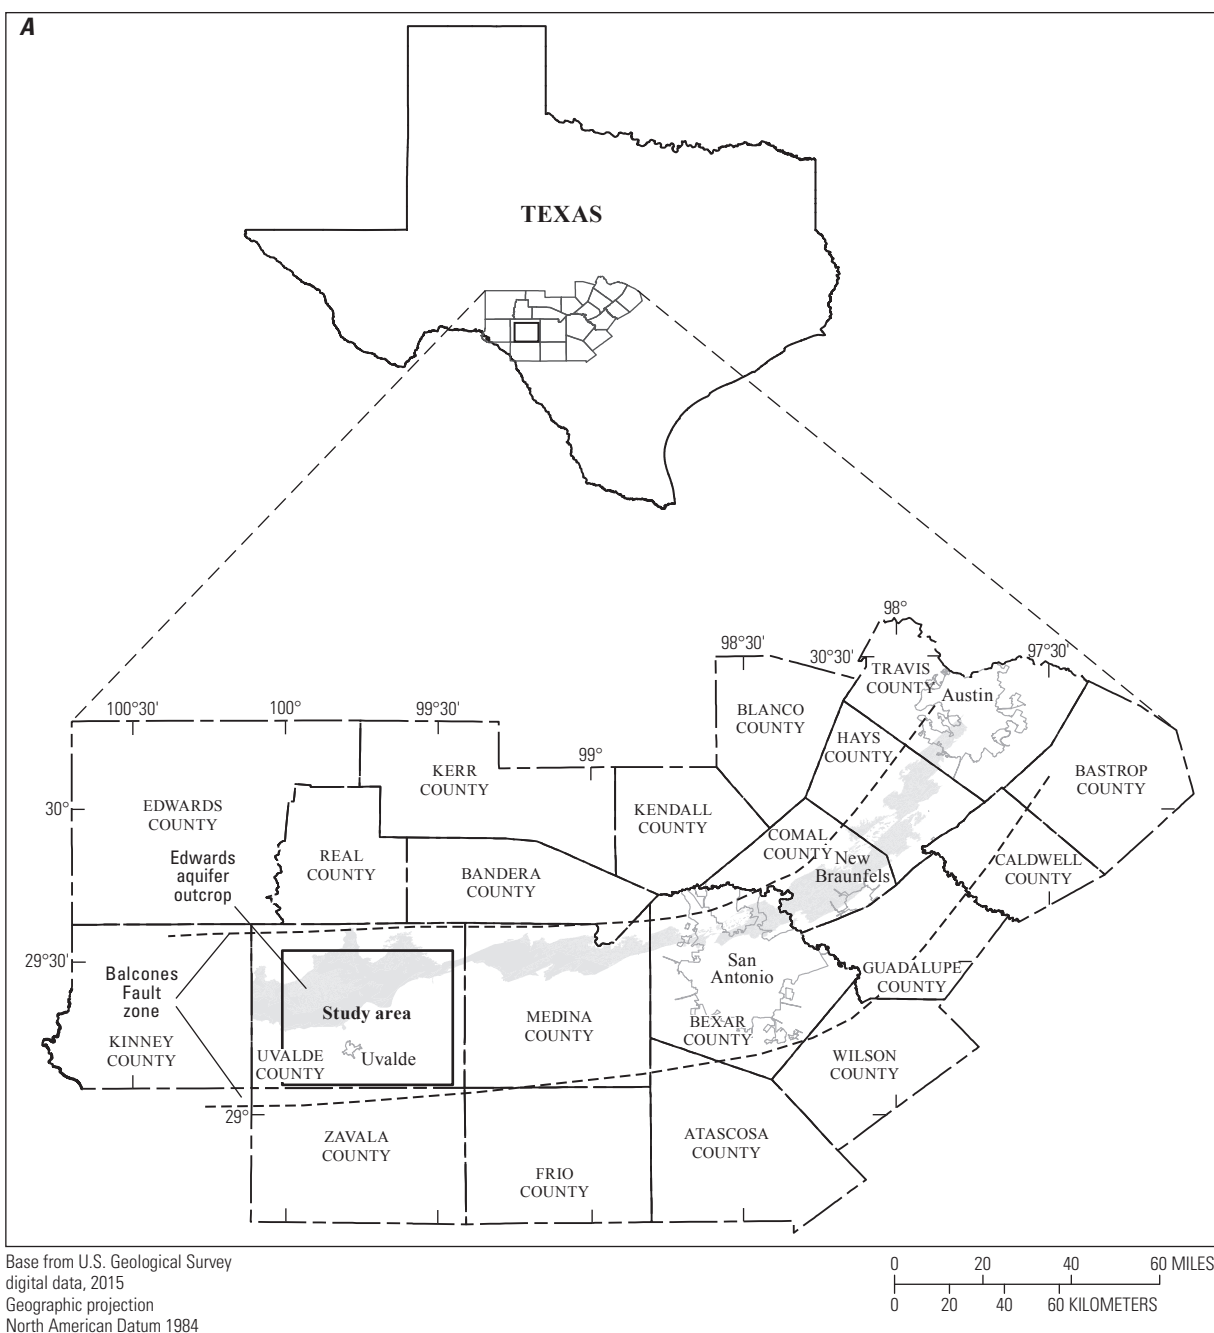 A
TEXAS
98°
98°30'
30°30'
97°30'
TRAVIS
COUNTY
Austin
100°30'
100°
99°30'
BLANCO
COUNTY
HAYS
COUNTY
99°
KERR
COUNTY
BASTROP
COUNTY
30°
EDWARDS
COUNTY
KENDALL
COUNTY
COMAL
COUNTY
New
Braunfels
Edwards
aquifer
outcrop
REAL
COUNTY
BANDERA
COUNTY
CALDWELL
COUNTY
29°30'
Balcones
Fault
zone
San
Antonio
GUADALUPE
COUNTY
Study area
MEDINA
COUNTY
BEXAR
COUNTY
KINNEY
COUNTY
UVALDE
COUNTY
Uvalde
WILSON
COUNTY
29°
ZAVALA
COUNTY
ATASCOSA
COUNTY
FRIO
COUNTY
Base from U.S. Geological Survey
digital data, 2015
Geographic projection
North American Datum 1984
0 20 40 60 MILES
0 20 40 60 KILOMETERS